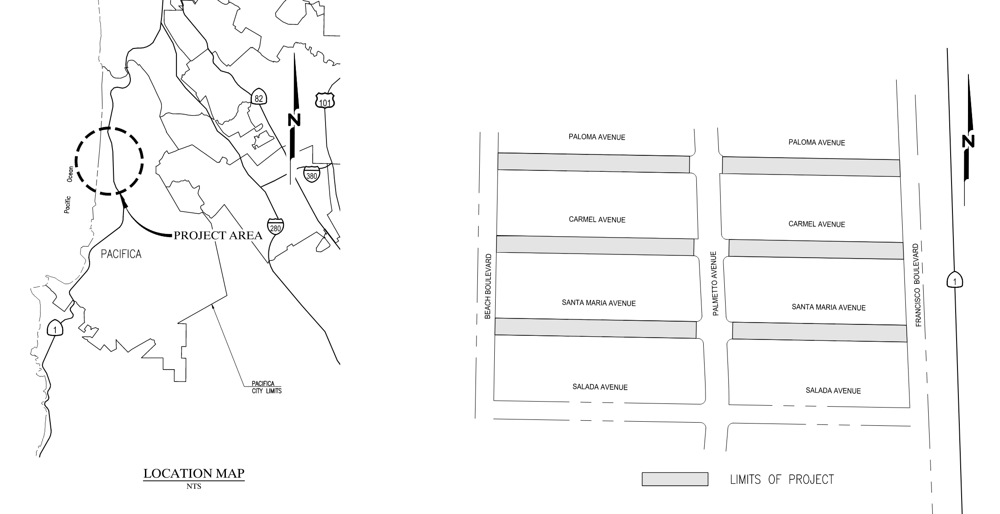 82
101
N
380
Ocean
Pacific
280
PROJECT AREA
PACIFICA
1
PACIFICA
CITY LIMITS
LOCATION MAP
NTS
N
PALOMA AVENUE
PALOMA AVENUE
CARMEL AVENUE
CARMEL AVENUE
BEACH BOULEVARD
PALMETTO AVENUE
FRANCISCO BOULEVARD
1
SANTA MARIA AVENUE
SANTA MARIA AVENUE
SALADA AVENUE
SALADA AVENUE
LIMITS OF PROJECT